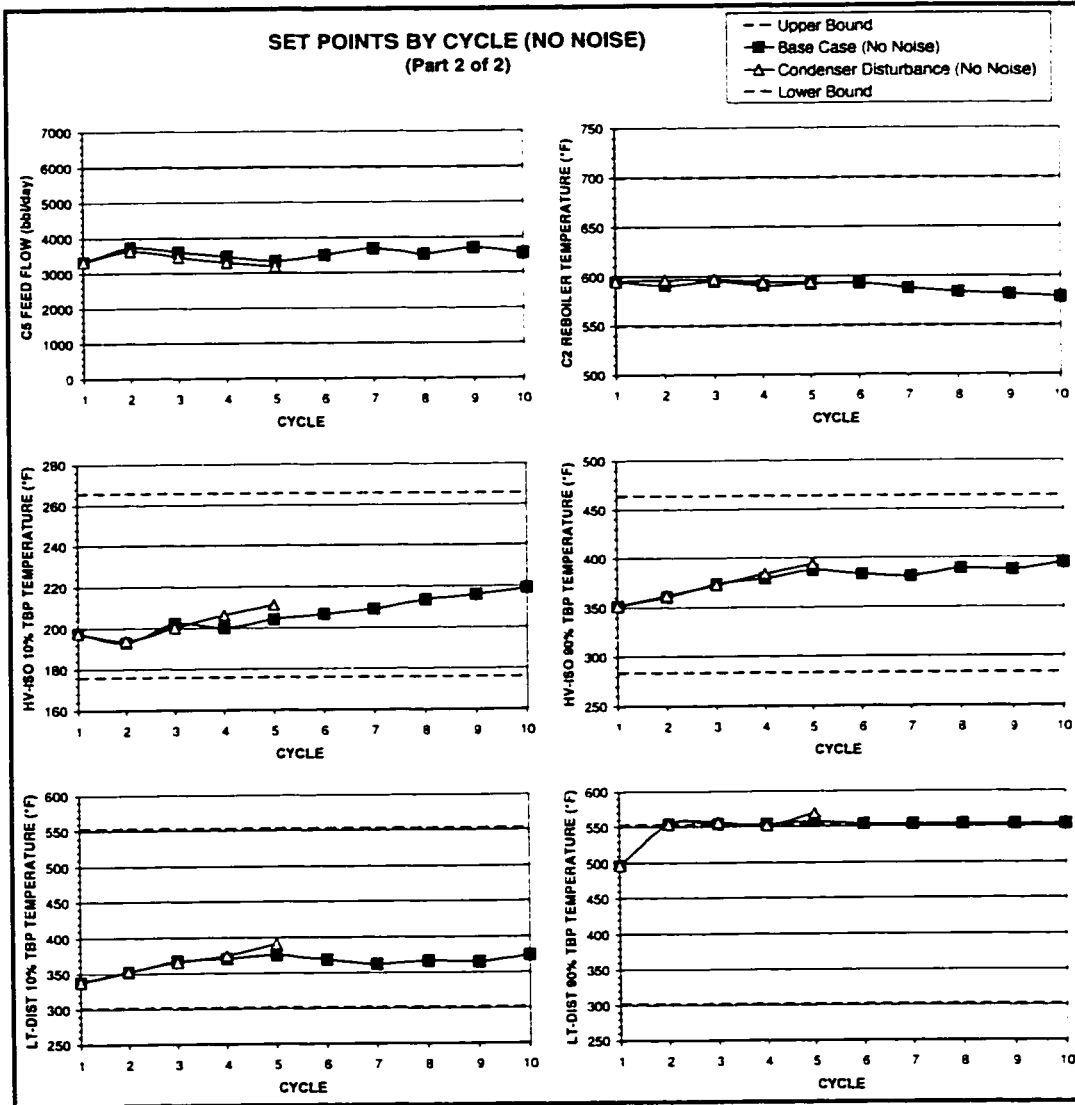 SET POINTS BY CYCLE (NO NOISE)
(Part 2 of 2)
Upper Bound
Base Case (No Noise)
Condenser Disturbance (No Noise)
Lower Bound
C5 FEED FLOW (bbl/day)
7000
6000
5000
4000
3000
2000
1000
0
1 2 3 4 5 6 7 8 9 10
CYCLE
C2 REBOILER TEMPERATURE (°F)
750
700
650
600
550
500
1 2 3 4 5 6 7 8 9 10
CYCLE
HV-ISO 10% TBP TEMPERATURE (°F)
280
260
240
220
200
180
160
1 2 3 4 5 6 7 8 9 10
CYCLE
HV-ISO 90% TBP TEMPERATURE (°F)
500
450
400
350
300
250
1 2 3 4 5 6 7 8 9 10
CYCLE
LT-DIST 10% TBP TEMPERATURE (°F)
600
550
500
450
400
350
300
250
1 2 3 4 5 6 7 8 9 10
CYCLE
LT-DIST 90% TBP TEMPERATURE (°F)
600
550
500
450
400
350
300
250
1 2 3 4 5 6 7 8 9 10
CYCLE